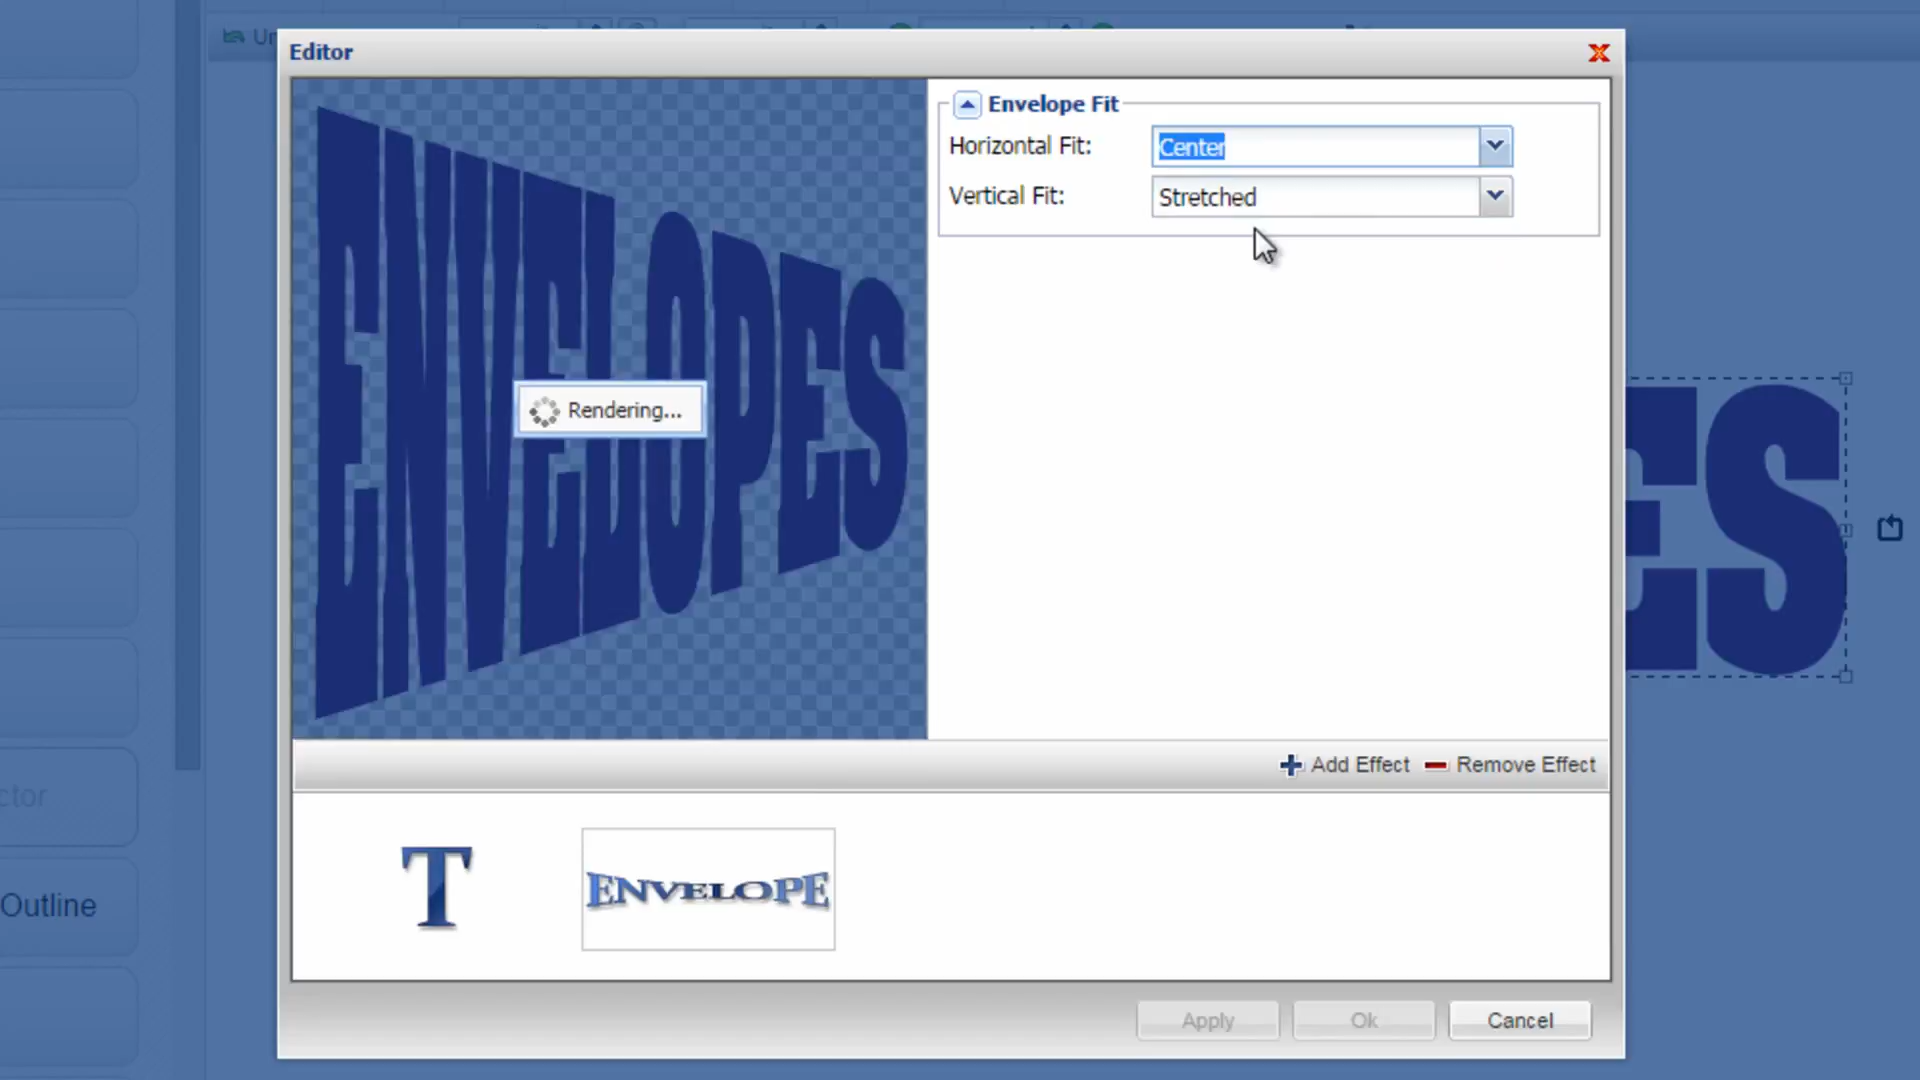 Un
Editor
Envelope Fit
Horizontal Fit:
Center
Vertical Fit:
Stretched
ENVELOPES
Rendering...
ES
Add Effect
Remove Effect
ctor
T
ENVELOPE
Outline
Apply
Ok
Cancel